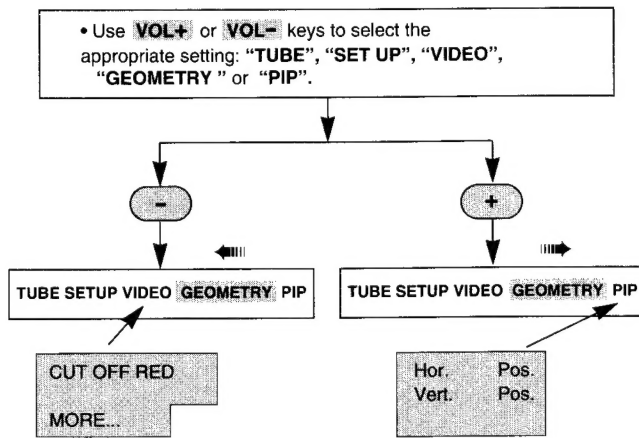 • Use VOL+ or VOL- keys to select the
appropriate setting: “TUBE”, “SET UP”, “VIDEO”,
“GEOMETRY ” or “PIP”.
-
+
TUBE SETUP VIDEO GEOMETRY PIP
TUBE SETUP VIDEO GEOMETRY PIP
CUT OFF RED
MORE...
Hor. Pos.
Vert. Pos.